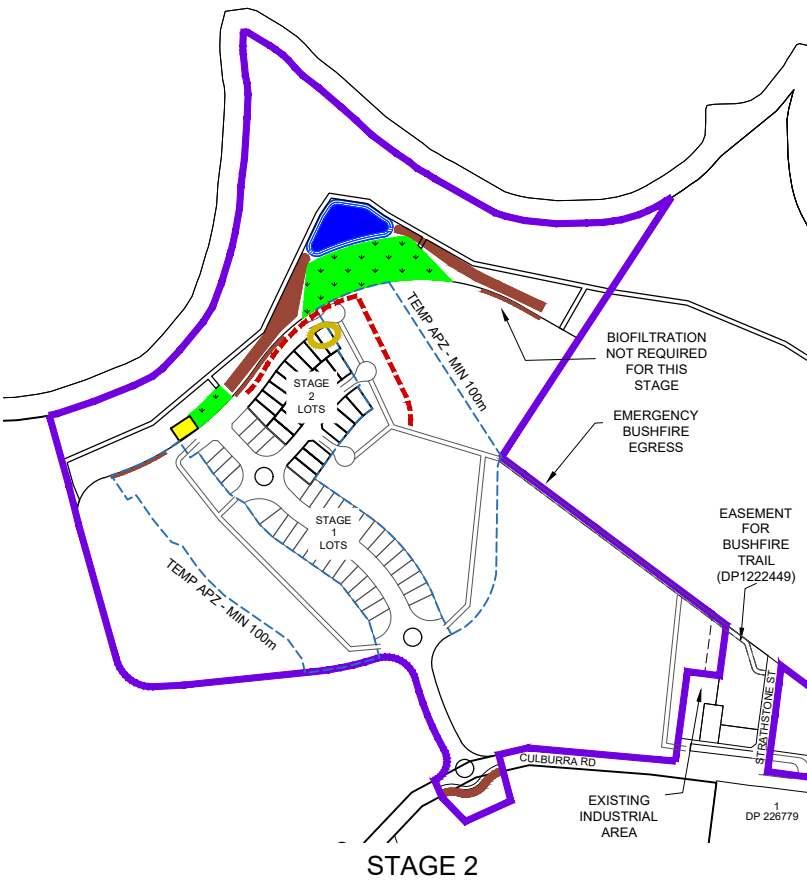 TEMP APZ - MIN 100m
BIOFILTRATION
NOT REQUIRED
FOR THIS
STAGE
STAGE
2
LOTS
EMERGENCY
BUSHFIRE
EGRESS
EASEMENT
FOR
BUSHFIRE
TRAIL
(DP1222449)
STAGE
1
LOTS
TEMP APZ - MIN 100m
STRATHSTONE ST
CULBURRA RD
EXISTING
INDUSTRIAL
AREA
1
DP 226779
STAGE 2